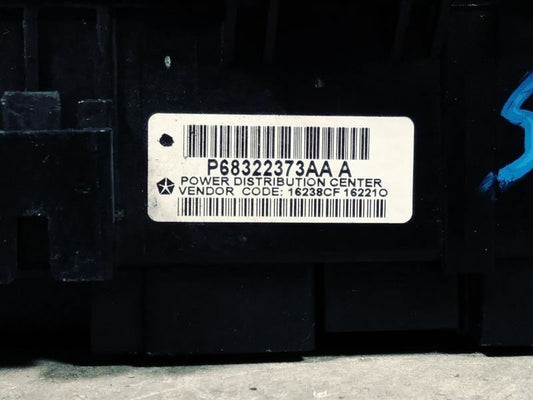 P68322373AA A
POWER DISTRIBUTION CENTER
VENDOR CODE: 16238CF 16221O
S